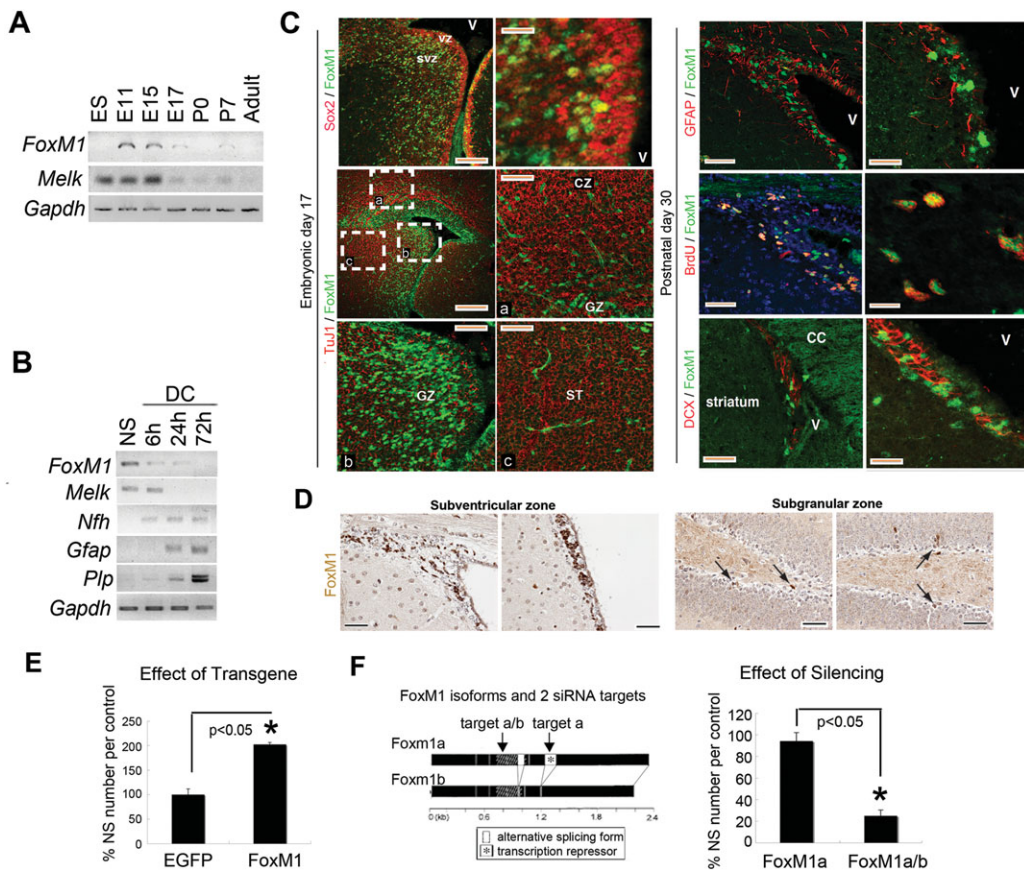 A
ES E11 E15 E17 P0 P7 Adult
FoxM1
Melk
Gapdh
B
DC
NS 6h 24h 72h
FoxM1
Melk
Nfh
Gfap
Plp
Gapdh
C
Embryonic day 17
Sox2 / FoxM1
vz
svz
V
V
TuJ1 / FoxM1
a
b
c
CZ
GZ
a
GZ
b
ST
c
Postnatal day 30
GFAP / FoxM1
V
V
BrdU / FoxM1
DCX / FoxM1
CC
striatum
V
V
D
Subventricular zone
Subgranular zone
FoxM1
E
Effect of Transgene
% NS number per control
250
200
150
100
50
0
p<0.05
*
EGFP FoxM1
F
FoxM1 isoforms and 2 siRNA targets
target a/b target a
Foxm1a
*
Foxm1b
0 (kb) 0.6 1.2 1.8 2.4
alternative splicing form
* transcription repressor
Effect of Silencing
% NS number per control
120
100
80
60
40
20
0
p<0.05
*
FoxM1a FoxM1a/b